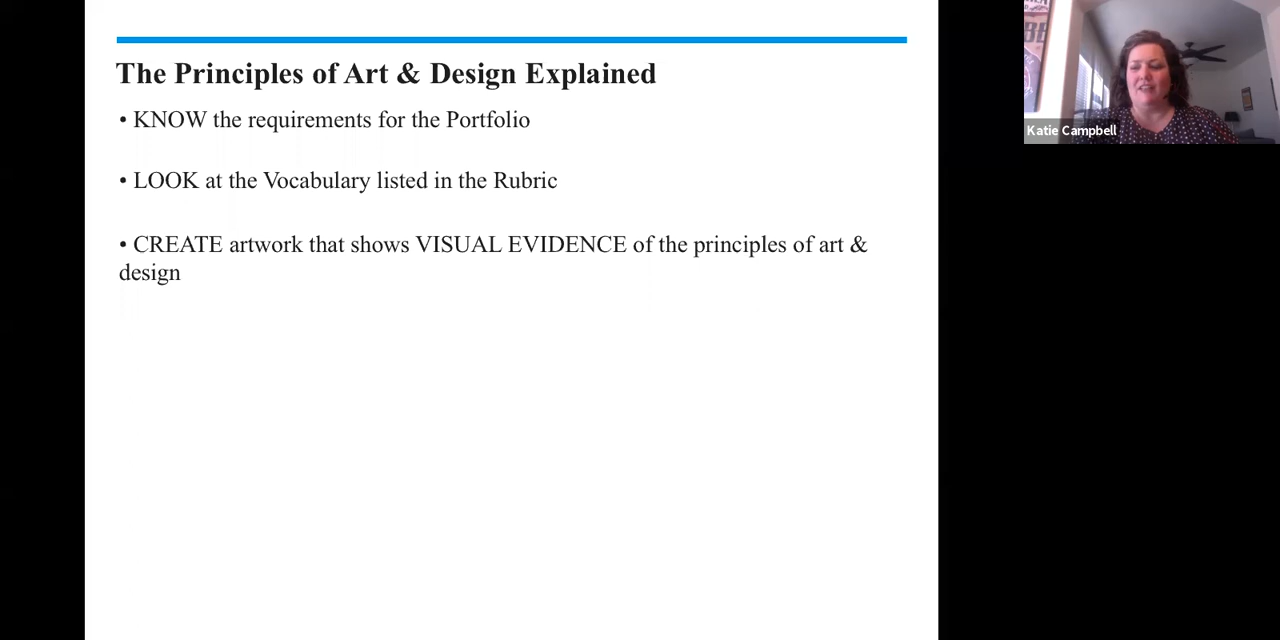 The Principles of Art & Design Explained
• KNOW the requirements for the Portfolio
• LOOK at the Vocabulary listed in the Rubric
• CREATE artwork that shows VISUAL EVIDENCE of the principles of art &
design
Katie Campbell